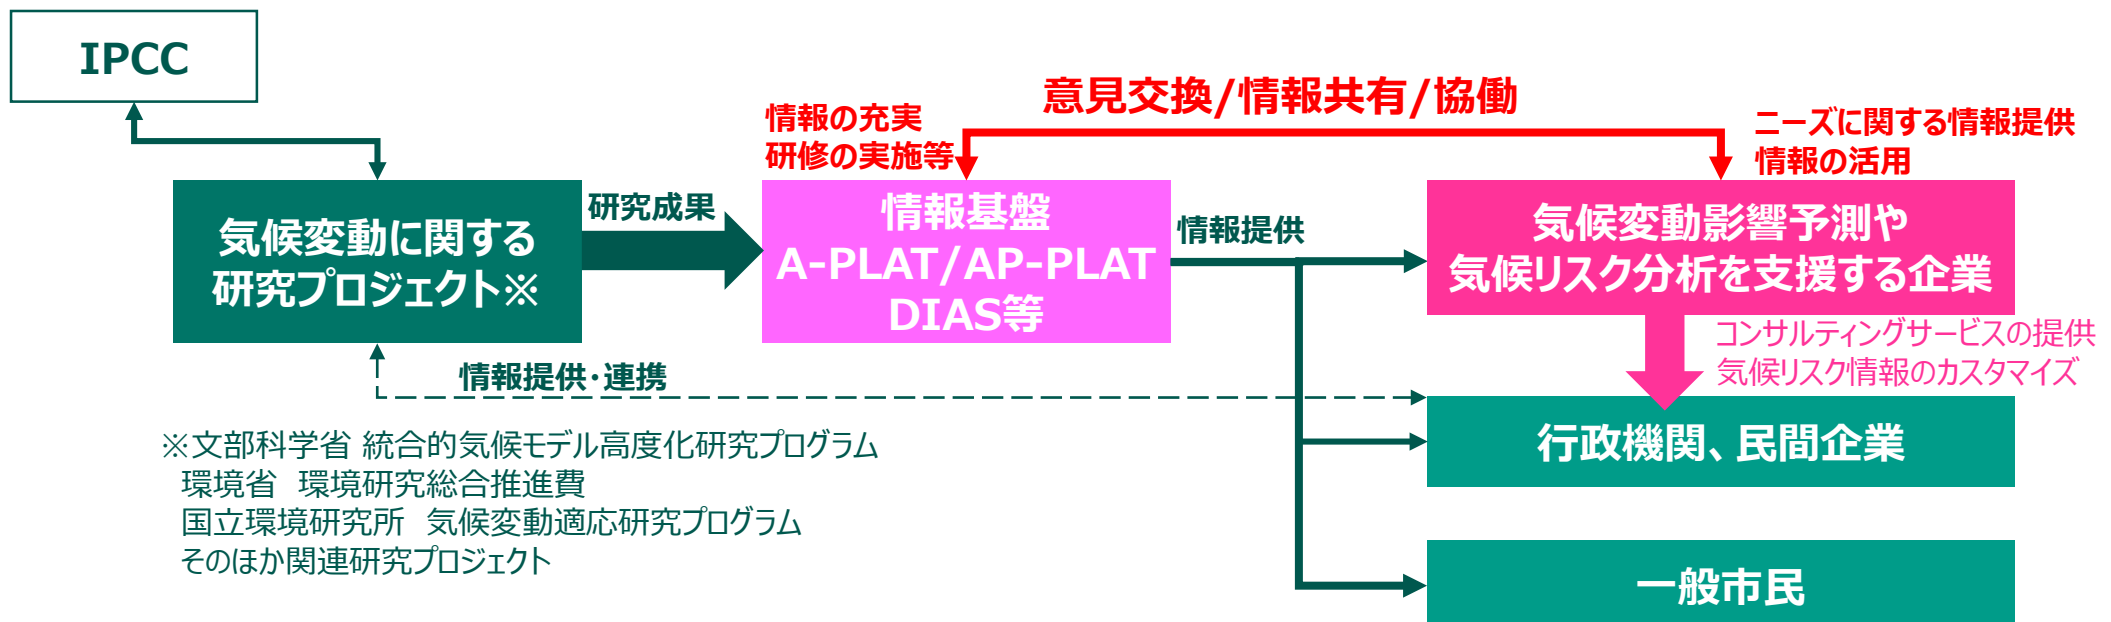 IPCC
意見交換/情報共有/協働
情報の充実
研修の実施等
ニーズに関する情報提供
情報の活用
気候変動に関する
研究プロジェクト※
研究成果
情報基盤
A-PLAT/AP-PLAT
DIAS等
情報提供
気候変動影響予測や
気候リスク分析を支援する企業
コンサルティングサービスの提供
気候リスク情報のカスタマイズ
情報提供・連携
行政機関、民間企業
※文部科学省 統合的気候モデル高度化研究プログラム
環境省　環境研究総合推進費
国立環境研究所　気候変動適応研究プログラム
そのほか関連研究プロジェクト
一般市民